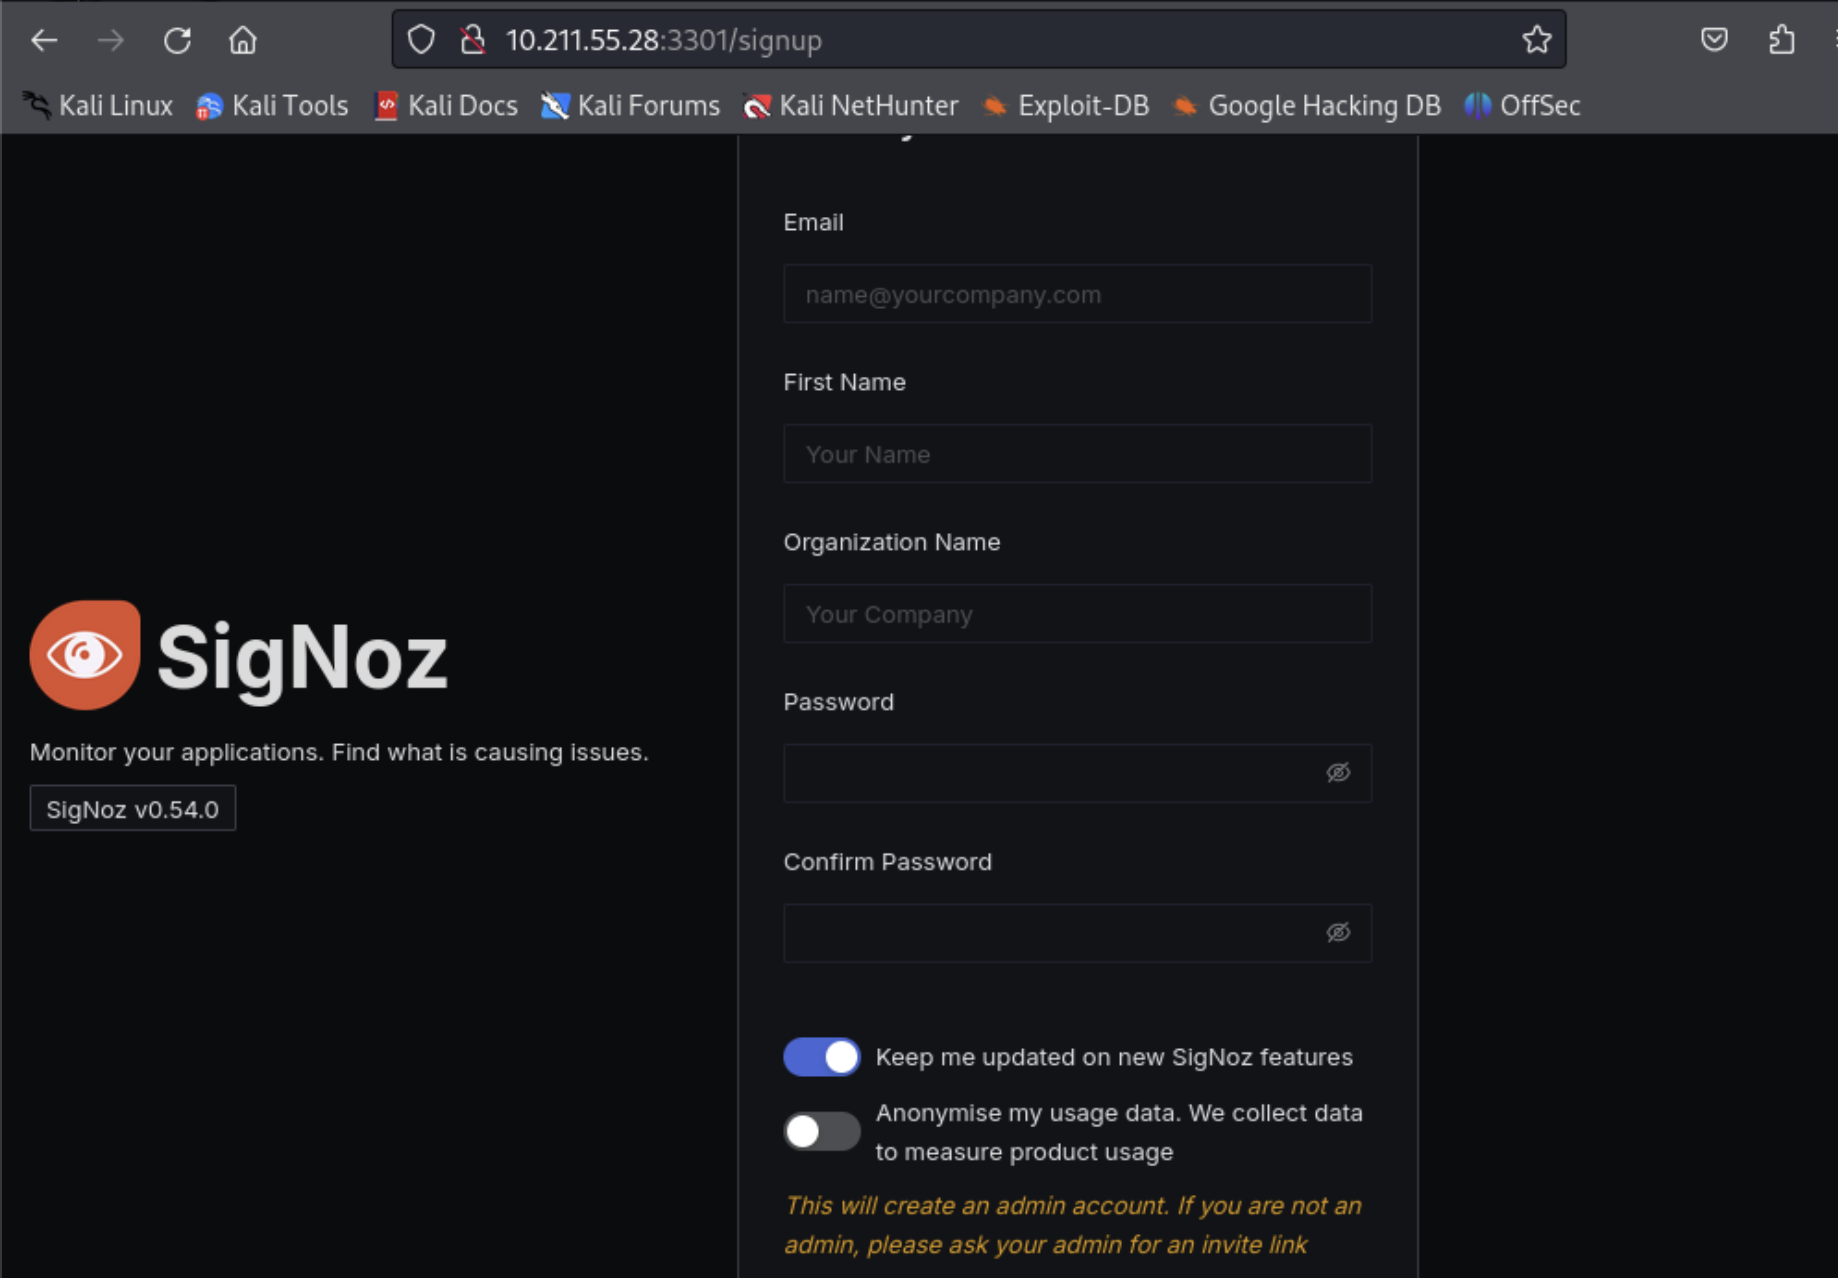 10.211.55.28:3301/signup
Kali Linux Kali Tools Kali Docs Kali Forums Kali NetHunter Exploit-DB Google Hacking DB OffSec
SigNoz
Monitor your applications. Find what is causing issues.
SigNoz v0.54.0
Email
name@yourcompany.com
First Name
Your Name
Organization Name
Your Company
Password
Confirm Password
Keep me updated on new SigNoz features
Anonymise my usage data. We collect data
to measure product usage
This will create an admin account. If you are not an
admin, please ask your admin for an invite link